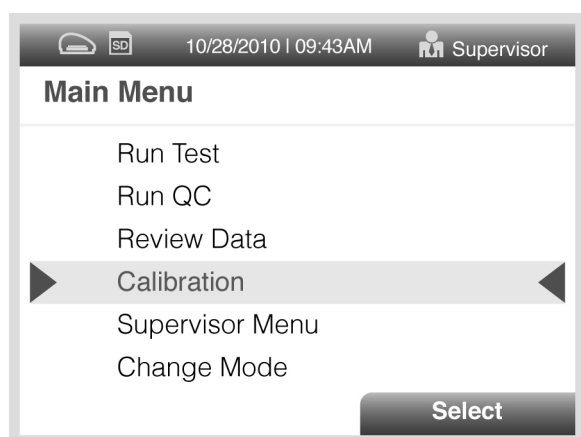 SD 10/28/2010 | 09:43AM Supervisor
Main Menu
Run Test
Run QC
Review Data
Calibration
Supervisor Menu
Change Mode
Select